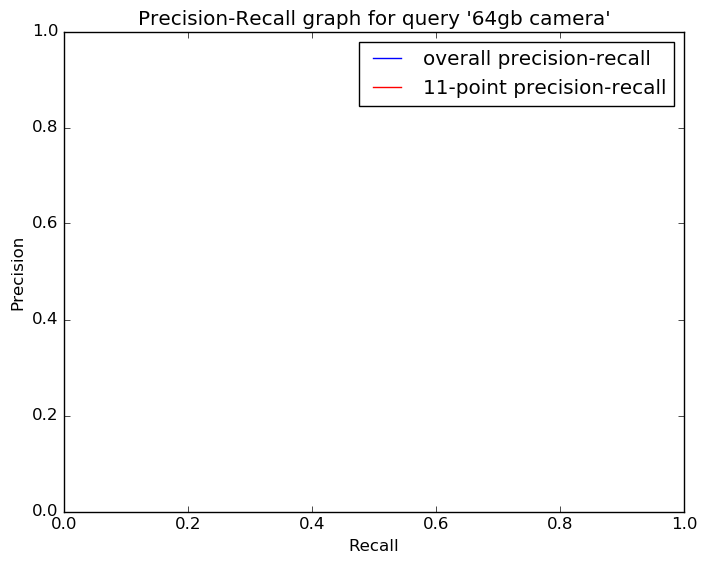 Precision-Recall graph for query '64gb camera'
overall precision-recall
11-point precision-recall
1.0
0.8
0.6
0.4
0.2
0.0
Precision
0.0 0.2 0.4 0.6 0.8 1.0
Recall